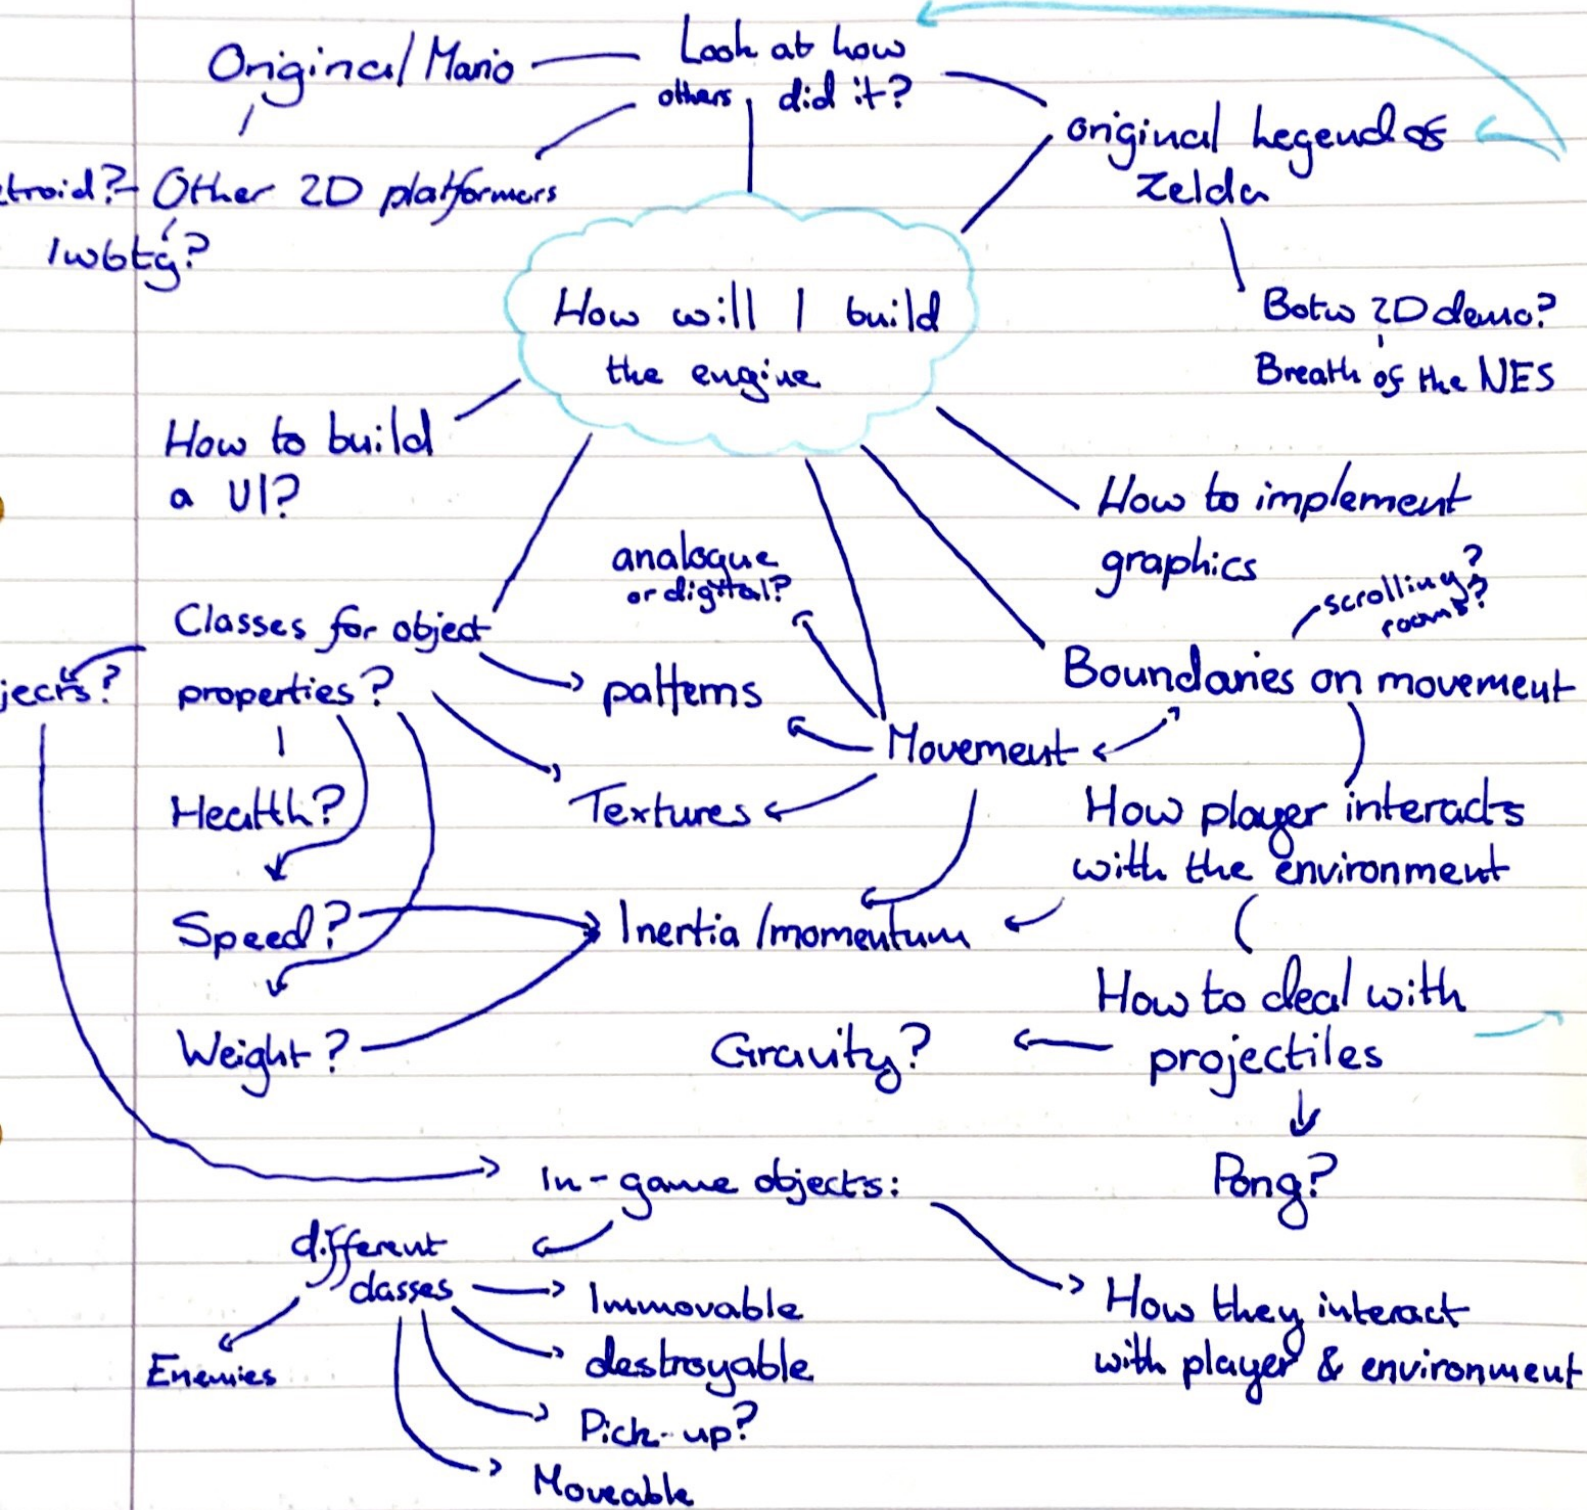 Original Mario
Look at how
others did it?
original Legend of
Zelda
etroid? Other 2D platformers
Iwbtg?
How will I build
the engine
Botw 2D demo?
Breath of the NES
How to build
a UI?
How to implement
graphics
analogue
or digital?
scrolling?
rooms?
Classes for object
properties?
jects?
patterns
Boundaries on movement
Movement
Textures
Health?
How player interacts
with the environment
Speed?
Inertia/momentum
How to deal with
projectiles
Weight?
Gravity?
Pong?
In-game objects:
different
classes
Immovable
destroyable
Pick-up?
Moveable
Enemies
How they interact
with player & environment